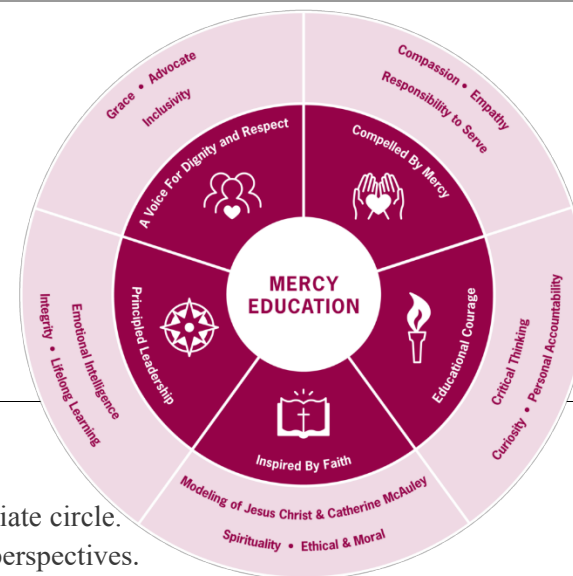 Grace • Advocate
Inclusivity
Compassion • Empathy
Responsibility to Serve
A Voice For Dignity and Respect
Compelled By Mercy
MERCY
EDUCATION
Principled Leadership
Educational Courage
Emotional Intelligence
Integrity • Lifelong Learning
Critical Thinking
Curiosity • Personal Accountability
Inspired By Faith
Modeling of Jesus Christ & Catherine McAuley
Spirituality • Ethical & Moral
iate circle.
perspectives.